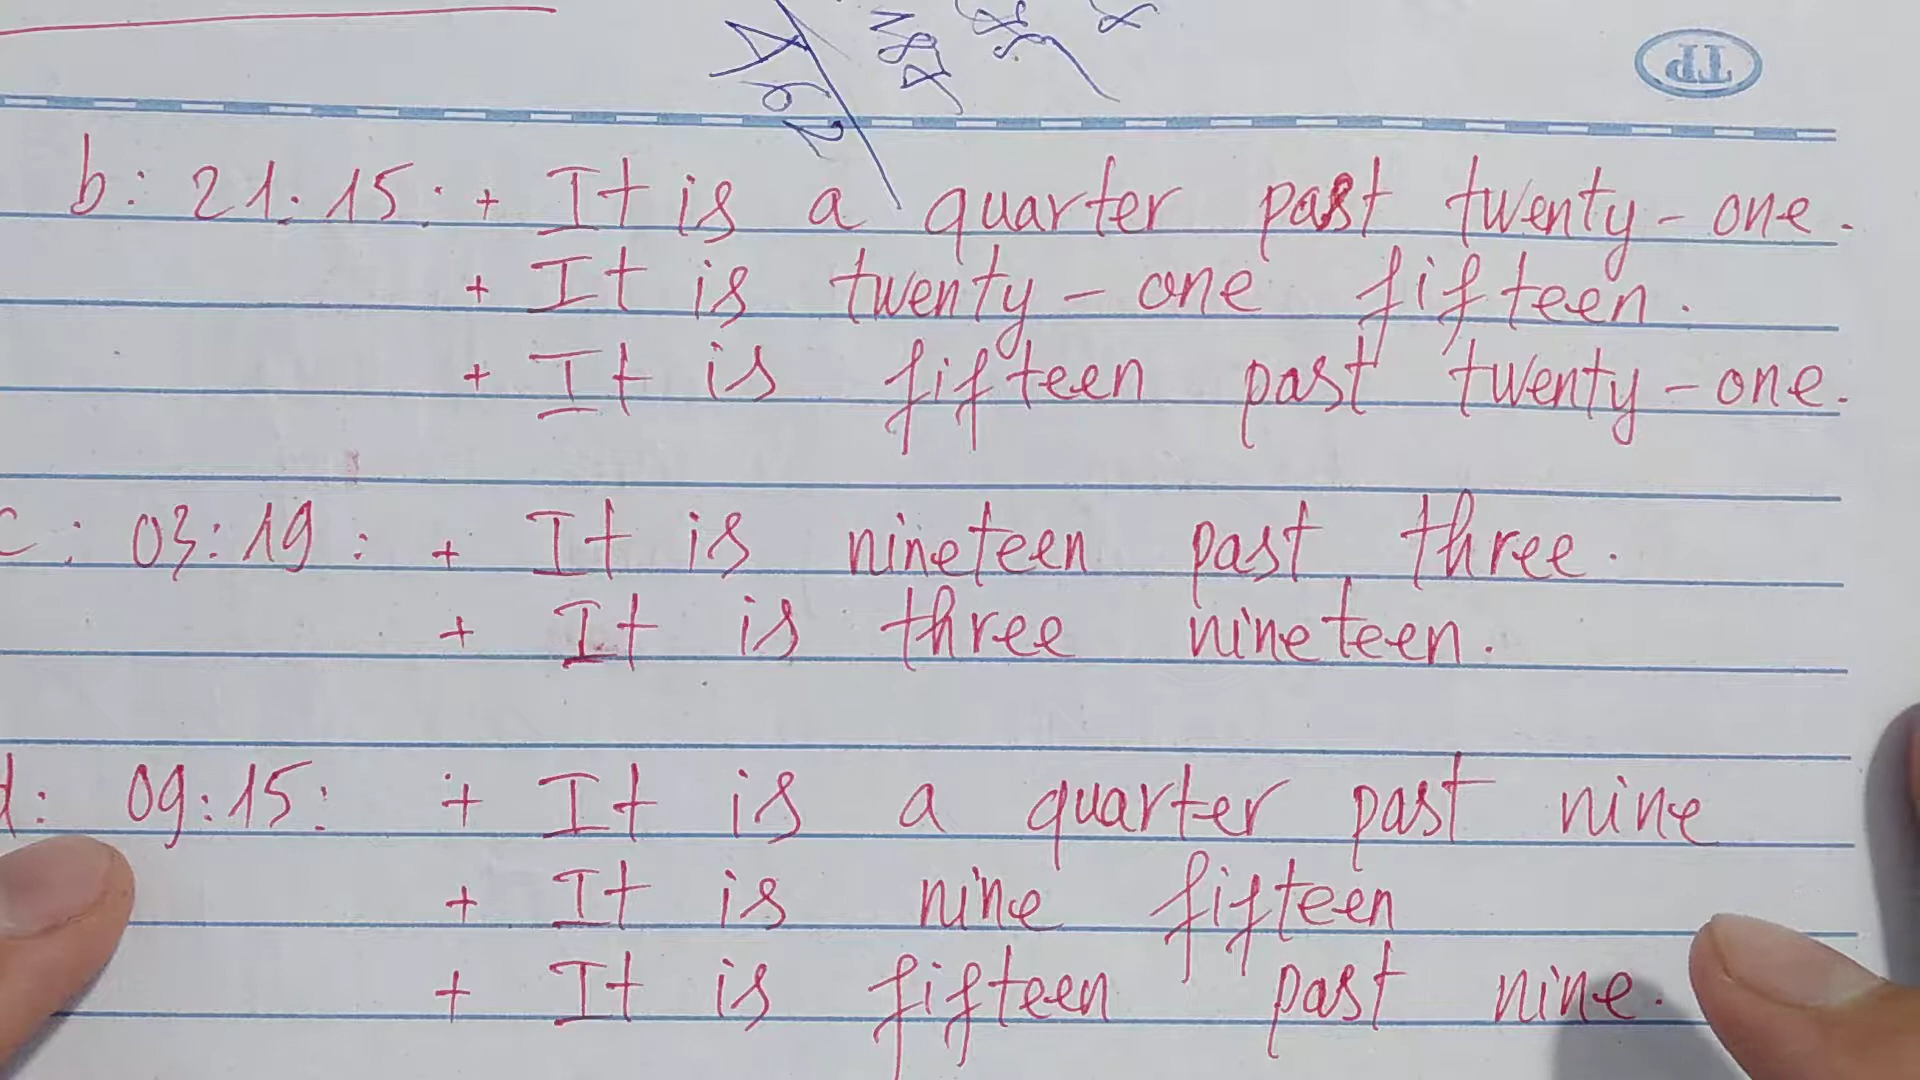 TP
b: 21:15: + It is a quarter past twenty-one.
+ It is twenty-one fifteen.
+ It is fifteen past twenty-one.
c: 03:19: + It is nineteen past three.
+ It is three nineteen.
d: 09:15: + It is a quarter past nine
+ It is nine fifteen
+ It is fifteen past nine.